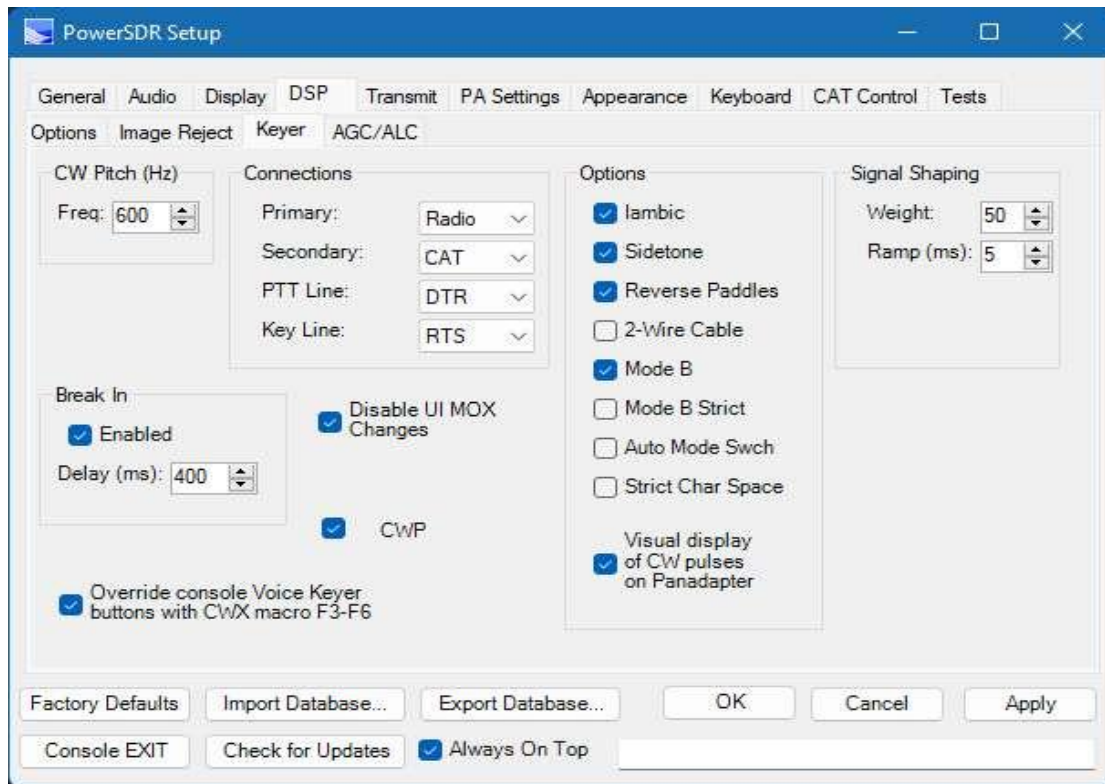 PowerSDR Setup
General Audio Display DSP Transmit PA Settings Appearance Keyboard CAT Control Tests
Options Image Reject Keyer AGC/ALC
CW Pitch (Hz)
Freq: 600
Connections
Primary: Radio
Secondary: CAT
PTT Line: DTR
Key Line: RTS
Options
Iambic
Sidetone
Reverse Paddles
2-Wire Cable
Mode B
Mode B Strict
Auto Mode Swch
Strict Char Space
Visual display
of CW pulses
on Panadapter
Signal Shaping
Weight: 50
Ramp (ms): 5
Break In
Enabled
Delay (ms): 400
Disable UI MOX
Changes
CWP
Override console Voice Keyer
buttons with CWX macro F3-F6
Factory Defaults Import Database... Export Database... OK Cancel Apply
Console EXIT Check for Updates Always On Top